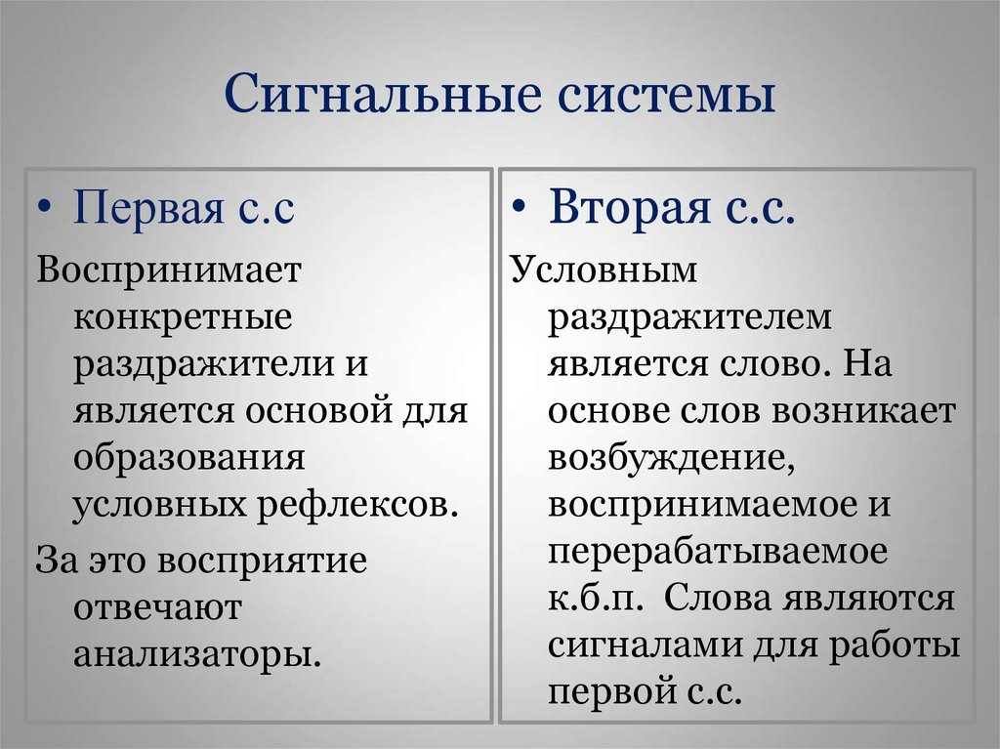 Сигнальные системы
• Первая с.с
Воспринимает
конкретные
раздражители и
является основой для
образования
условных рефлексов.
За это восприятие
отвечают
анализаторы.
• Вторая с.с.
Условным
раздражителем
является слово. На
основе слов возникает
возбуждение,
воспринимаемое и
перерабатываемое
к.б.п. Слова являются
сигналами для работы
первой с.с.